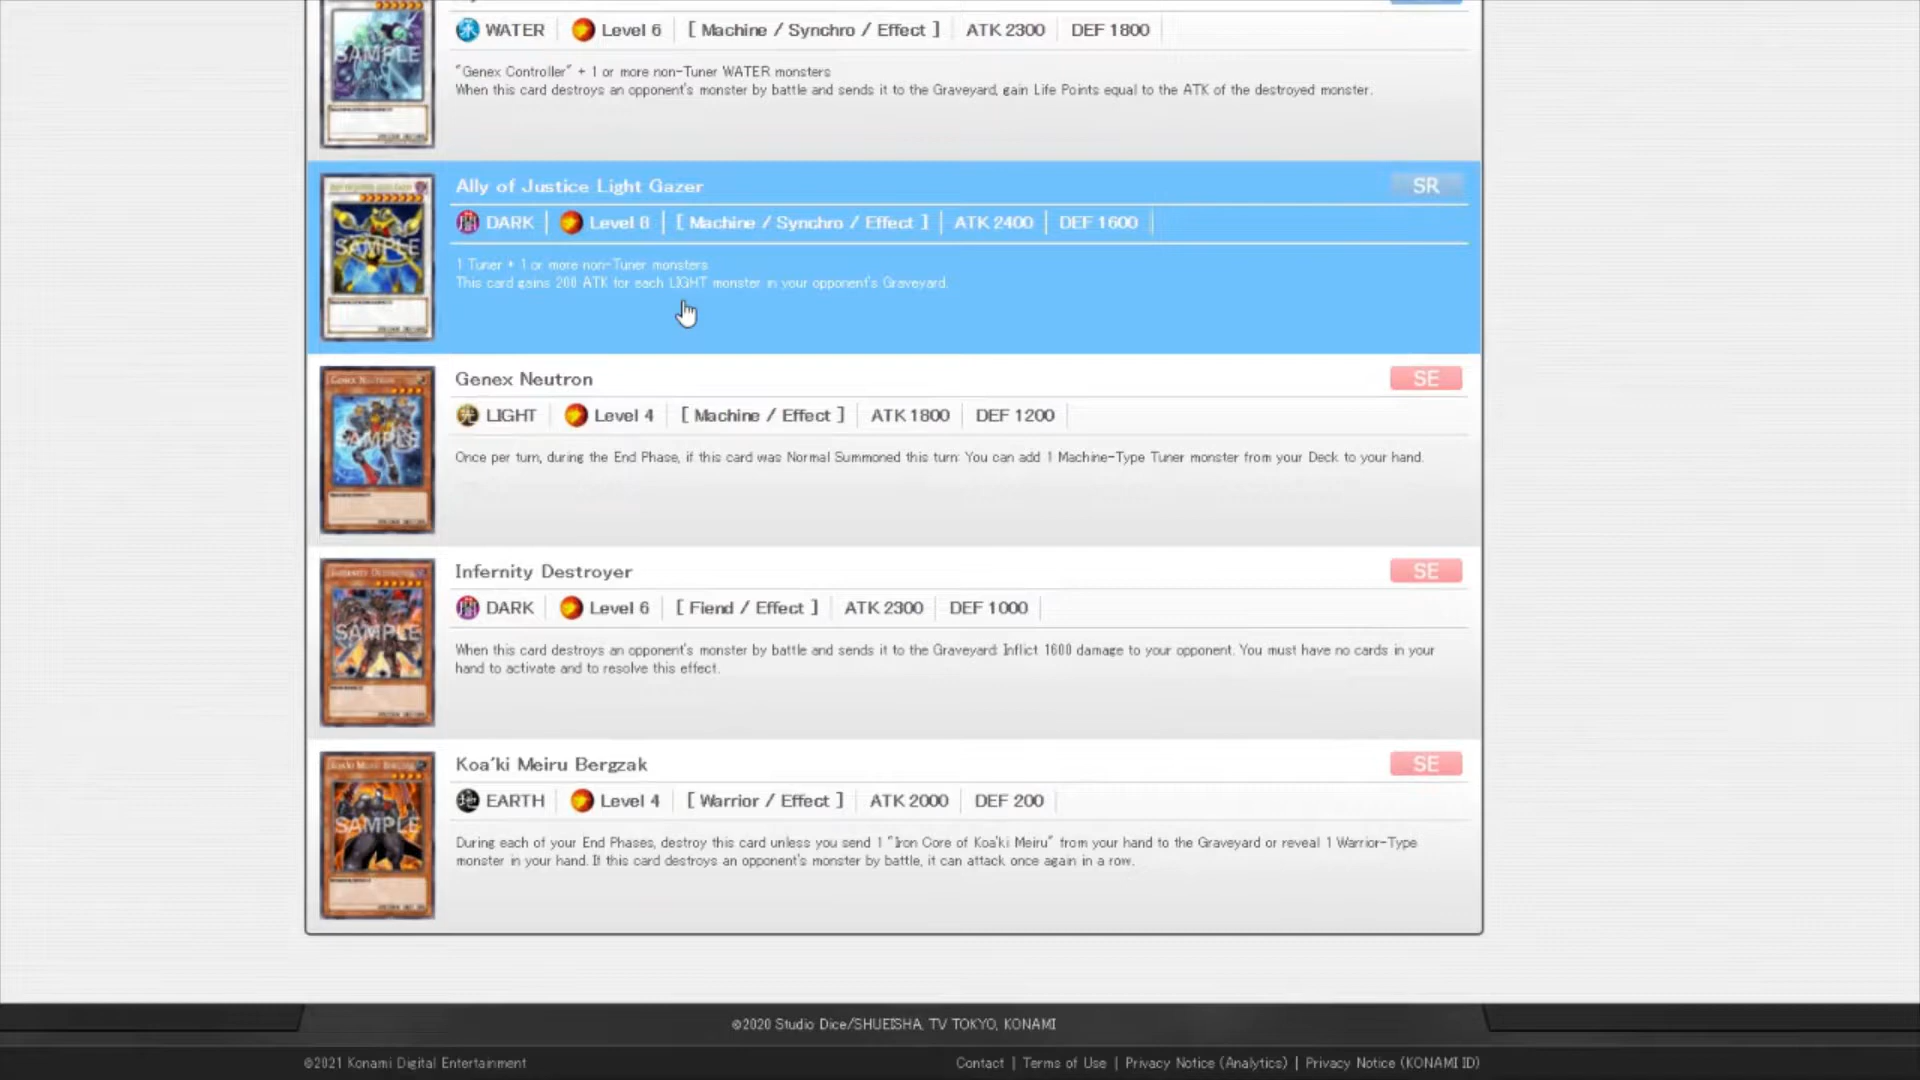 SAMPLE
WATER Level 6 [ Machine / Synchro / Effect ] ATK 2300 DEF 1800
"Genex Controller" + 1 or more non-Tuner WATER monsters
When this card destroys an opponent's monster by battle and sends it to the Graveyard, gain Life Points equal to the ATK of the destroyed monster.
Ally of Justice Light Gazer SR
SAMPLE
DARK Level 8 [ Machine / Synchro / Effect ] ATK 2400 DEF 1600
1 Tuner + 1 or more non-Tuner monsters
This card gains 200 ATK for each LIGHT monster in your opponent's Graveyard.
Genex Neutron SE
Genex Neutron
SAMPLE
LIGHT Level 4 [ Machine / Effect ] ATK 1800 DEF 1200
Once per turn, during the End Phase, if this card was Normal Summoned this turn: You can add 1 Machine-Type Tuner monster from your Deck to your hand.
Infernity Destroyer SE
Infernity Destroyer
SAMPLE
DARK Level 6 [ Fiend / Effect ] ATK 2300 DEF 1000
When this card destroys an opponent's monster by battle and sends it to the Graveyard: Inflict 1600 damage to your opponent. You must have no cards in your
hand to activate and to resolve this effect.
Koa'ki Meiru Bergzak SE
Koa'ki Meiru Bergzak
SAMPLE
EARTH Level 4 [ Warrior / Effect ] ATK 2000 DEF 200
During each of your End Phases, destroy this card unless you send 1 "Iron Core of Koa'ki Meiru" from your hand to the Graveyard or reveal 1 Warrior-Type
monster in your hand. If this card destroys an opponent's monster by battle, it can attack once again in a row.
©2020 Studio Dice/SHUEISHA, TV TOKYO, KONAMI
©2021 Konami Digital Entertainment
Contact | Terms of Use | Privacy Notice (Analytics) | Privacy Notice (KONAMI ID)